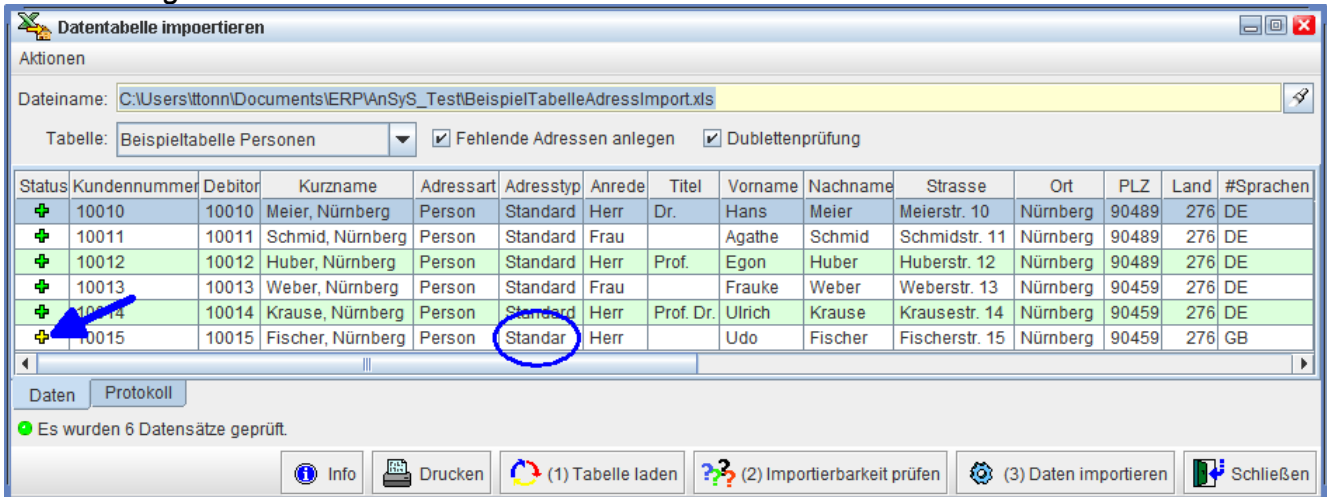 Datentabelle impoertieren
Aktionen
Dateiname: C:\Users\ttonn\Documents\ERP\AnSyS_Test\BeispielTabelleAdressImport.xls
Tabelle: Beispieltabelle Personen Fehlende Adressen anlegen Dublettenprüfung
Status Kundennummer Debitor Kurzname Adressart Adresstyp Anrede Titel Vorname Nachname Strasse Ort PLZ Land #Sprachen
10010 10010 Meier, Nürnberg Person Standard Herr Dr. Hans Meier Meierstr. 10 Nürnberg 90489 276 DE
10011 10011 Schmid, Nürnberg Person Standard Frau Agathe Schmid Schmidstr. 11 Nürnberg 90489 276 DE
10012 10012 Huber, Nürnberg Person Standard Herr Prof. Egon Huber Huberstr. 12 Nürnberg 90489 276 DE
10013 10013 Weber, Nürnberg Person Standard Frau Frauke Weber Weberstr. 13 Nürnberg 90459 276 DE
10014 10014 Krause, Nürnberg Person Standard Herr Prof. Dr. Ulrich Krause Krausestr. 14 Nürnberg 90459 276 DE
10015 10015 Fischer, Nürnberg Person Standar Herr Udo Fischer Fischerstr. 15 Nürnberg 90459 276 GB
Daten Protokoll
Es wurden 6 Datensätze geprüft.
Info Drucken (1) Tabelle laden (2) Importierbarkeit prüfen (3) Daten importieren Schließen